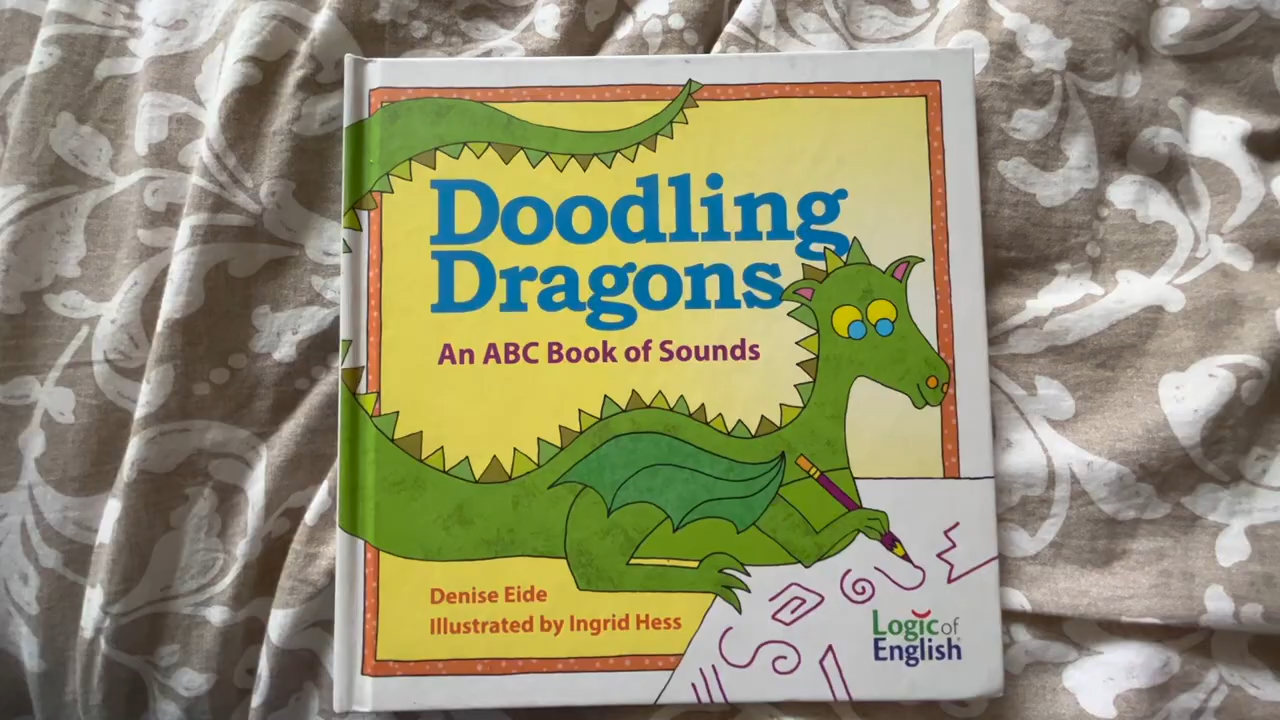 Doodling
Dragons
An ABC Book of Sounds
Denise Eide
Illustrated by Ingrid Hess
Logic of
English